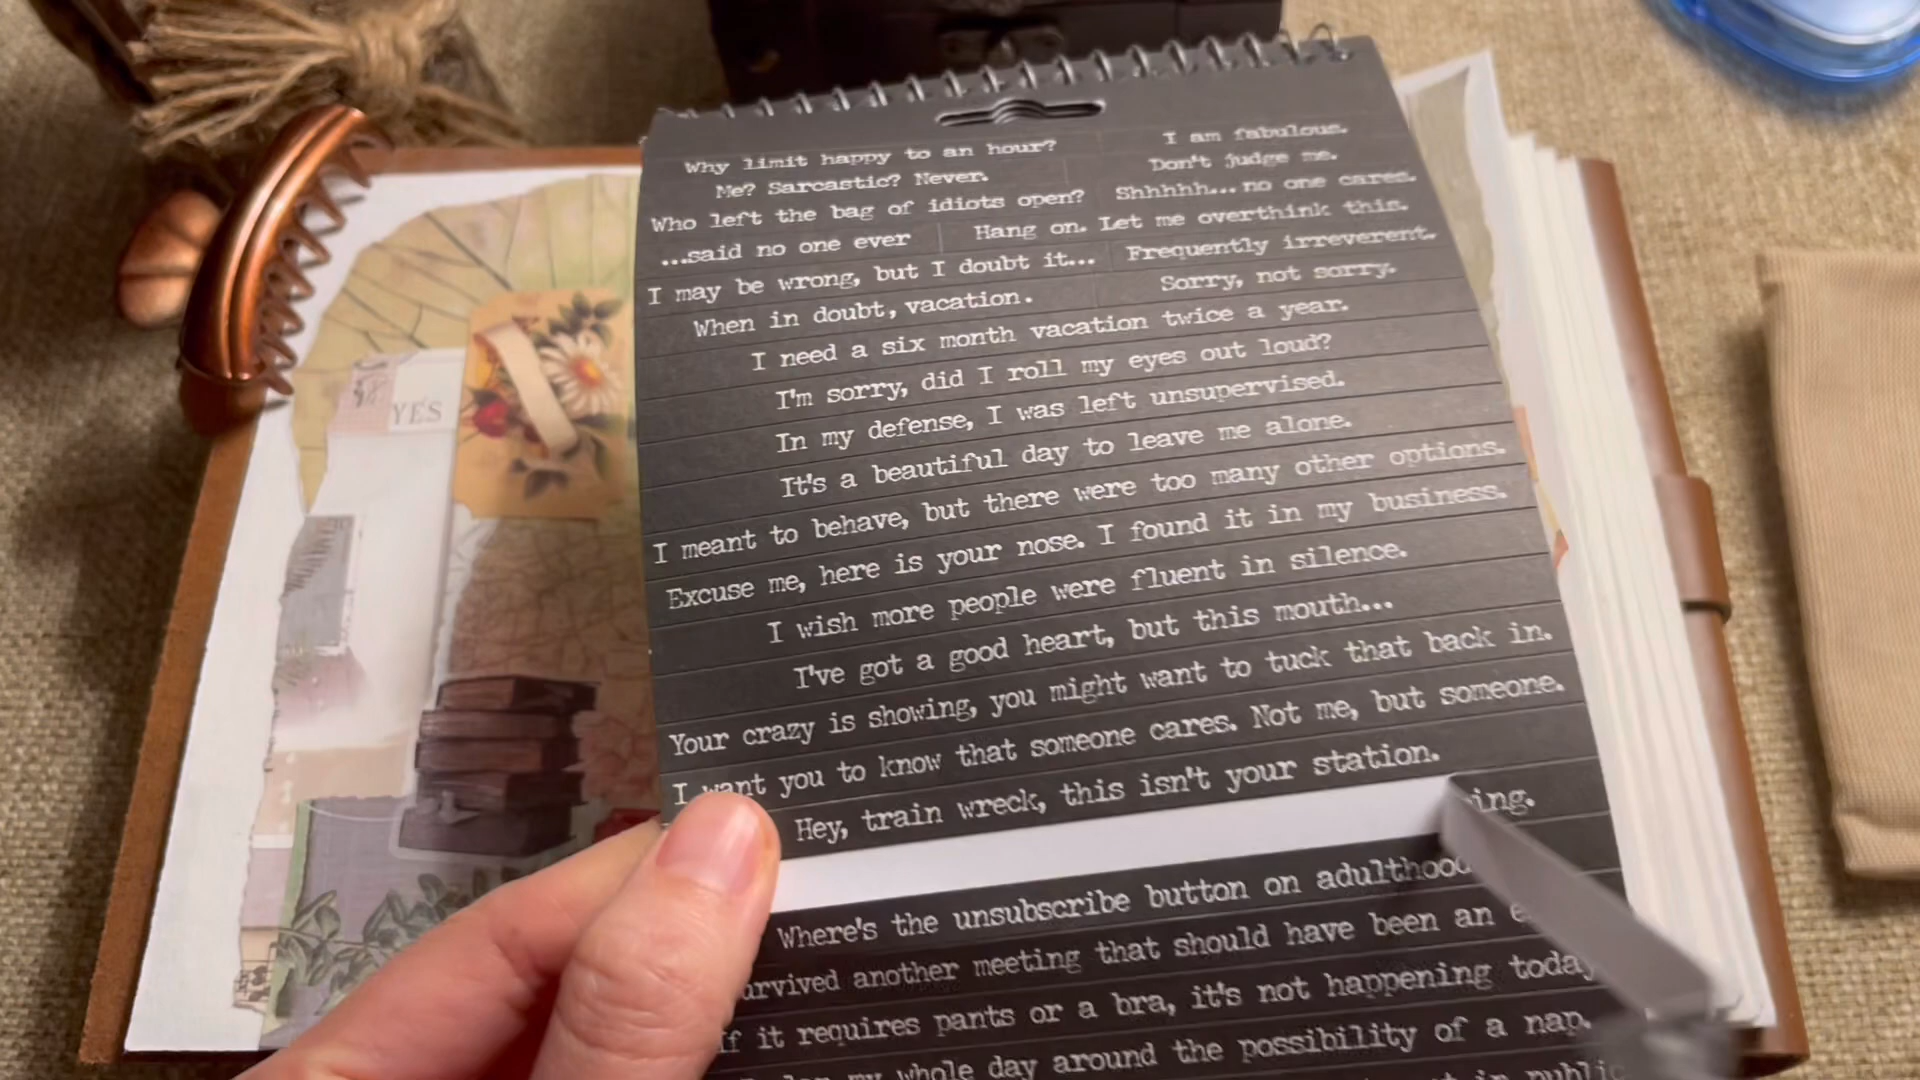 YES
Why limit happy to an hour? I am fabulous.
Me? Sarcastic? Never. Don't judge me.
Who left the bag of idiots open? Shhhhh... no one cares.
...said no one ever Hang on. Let me overthink this.
I may be wrong, but I doubt it... Frequently irreverent.
When in doubt, vacation. Sorry, not sorry.
I need a six month vacation twice a year.
I'm sorry, did I roll my eyes out loud?
In my defense, I was left unsupervised.
It's a beautiful day to leave me alone.
I meant to behave, but there were too many other options.
Excuse me, here is your nose. I found it in my business.
I wish more people were fluent in silence.
I've got a good heart, but this mouth...
Your crazy is showing, you might want to tuck that back in.
I want you to know that someone cares. Not me, but someone.
Hey, train wreck, this isn't your station.
Where's the unsubscribe button on
another meeting that should have been an
it requires pants or a bra, it's not happening today
my whole day around the possibility of a nap.
in public